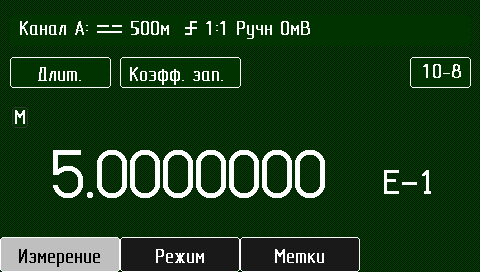 Канал А: 500м 1:1 Ручн 0мВ
Длит. Коэфф. зап. 10-8
М
5.0000000 E-1
Измерение Режим Метки